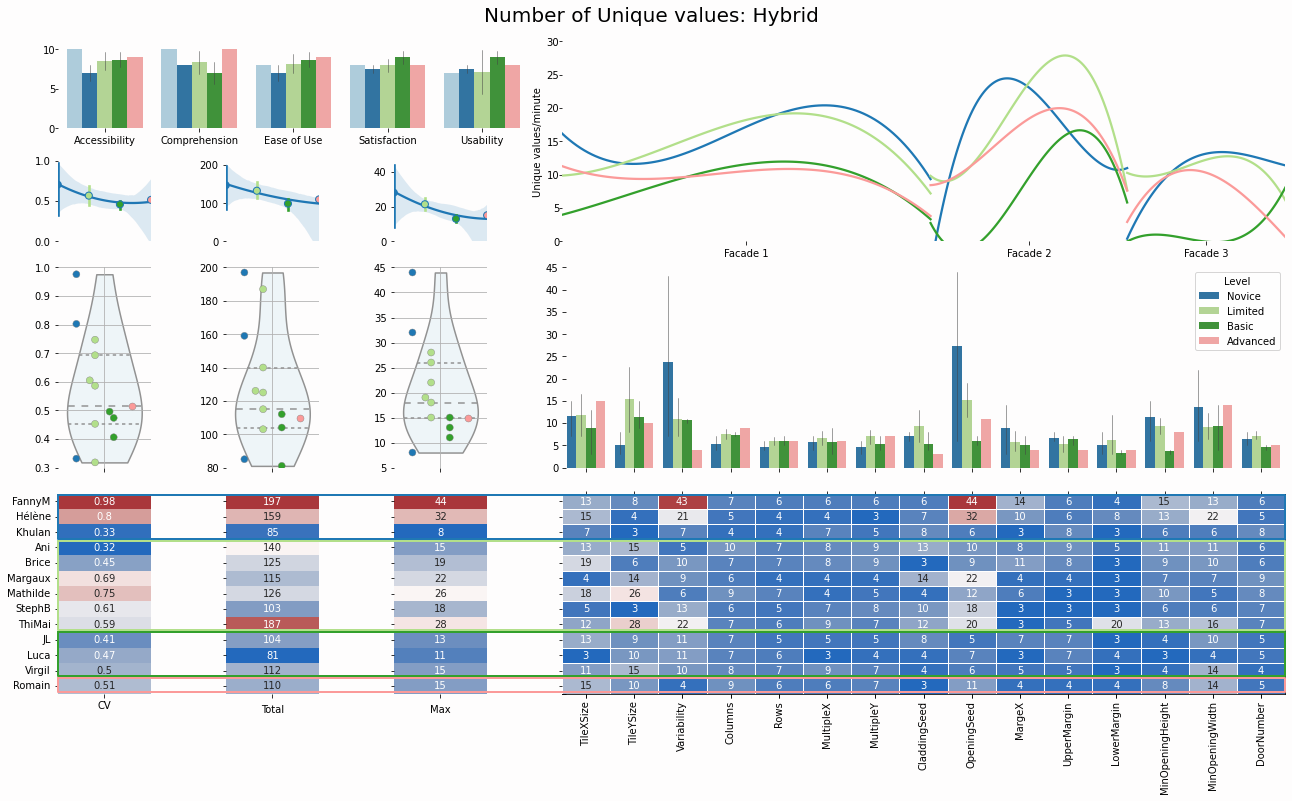 Number of Unique values: Hybrid
10
5
0
Accessibility Comprehension Ease of Use Satisfaction Usability
30
25
20
15
10
5
0
Unique values/minute
Facade 1 Facade 2 Facade 3
1.0
0.5
0.0
200
100
0
40
20
0
1.0
0.9
0.8
0.7
0.6
0.5
0.4
0.3
200
180
160
140
120
100
80
45
40
35
30
25
20
15
10
5
45
40
35
30
25
20
15
10
5
0
Level
Novice
Limited
Basic
Advanced
FannyM 0.98 197 44 13 8 43 7 6 6 6 6 44 14 6 4 15 13 6
Hélène 0.8 159 32 15 4 21 5 4 4 3 7 32 10 6 8 13 22 5
Khulan 0.33 85 8 7 3 7 4 4 7 5 8 6 3 8 3 6 6 8
Ani 0.32 140 15 13 15 5 10 7 8 9 13 10 8 9 5 11 11 6
Brice 0.45 125 19 19 6 10 7 7 8 9 3 9 11 8 3 9 10 6
Margaux 0.69 115 22 4 14 9 6 4 4 4 14 22 4 4 3 7 7 9
Mathilde 0.75 126 26 18 26 6 9 7 4 5 4 12 6 3 3 10 5 8
StephB 0.61 103 18 5 3 13 6 5 7 8 10 18 3 3 3 6 6 7
ThiMai 0.59 187 28 12 28 22 7 6 9 7 12 20 3 5 20 13 16 7
JL 0.41 104 13 13 9 11 7 5 5 5 8 5 7 7 3 4 10 5
Luca 0.47 81 11 3 10 11 7 6 3 4 4 7 3 7 4 3 4 5
Virgil 0.5 112 15 11 15 10 8 7 9 7 4 6 5 5 3 4 14 4
Romain 0.51 110 15 15 10 4 9 6 6 7 3 11 4 4 4 8 14 5
CV Total Max
TileXSize
TileYSize
Variability
Columns
Rows
MultipleX
MultipleY
CladdingSeed
OpeningSeed
MargeX
UpperMargin
LowerMargin
MinOpeningHeight
MinOpeningWidth
DoorNumber